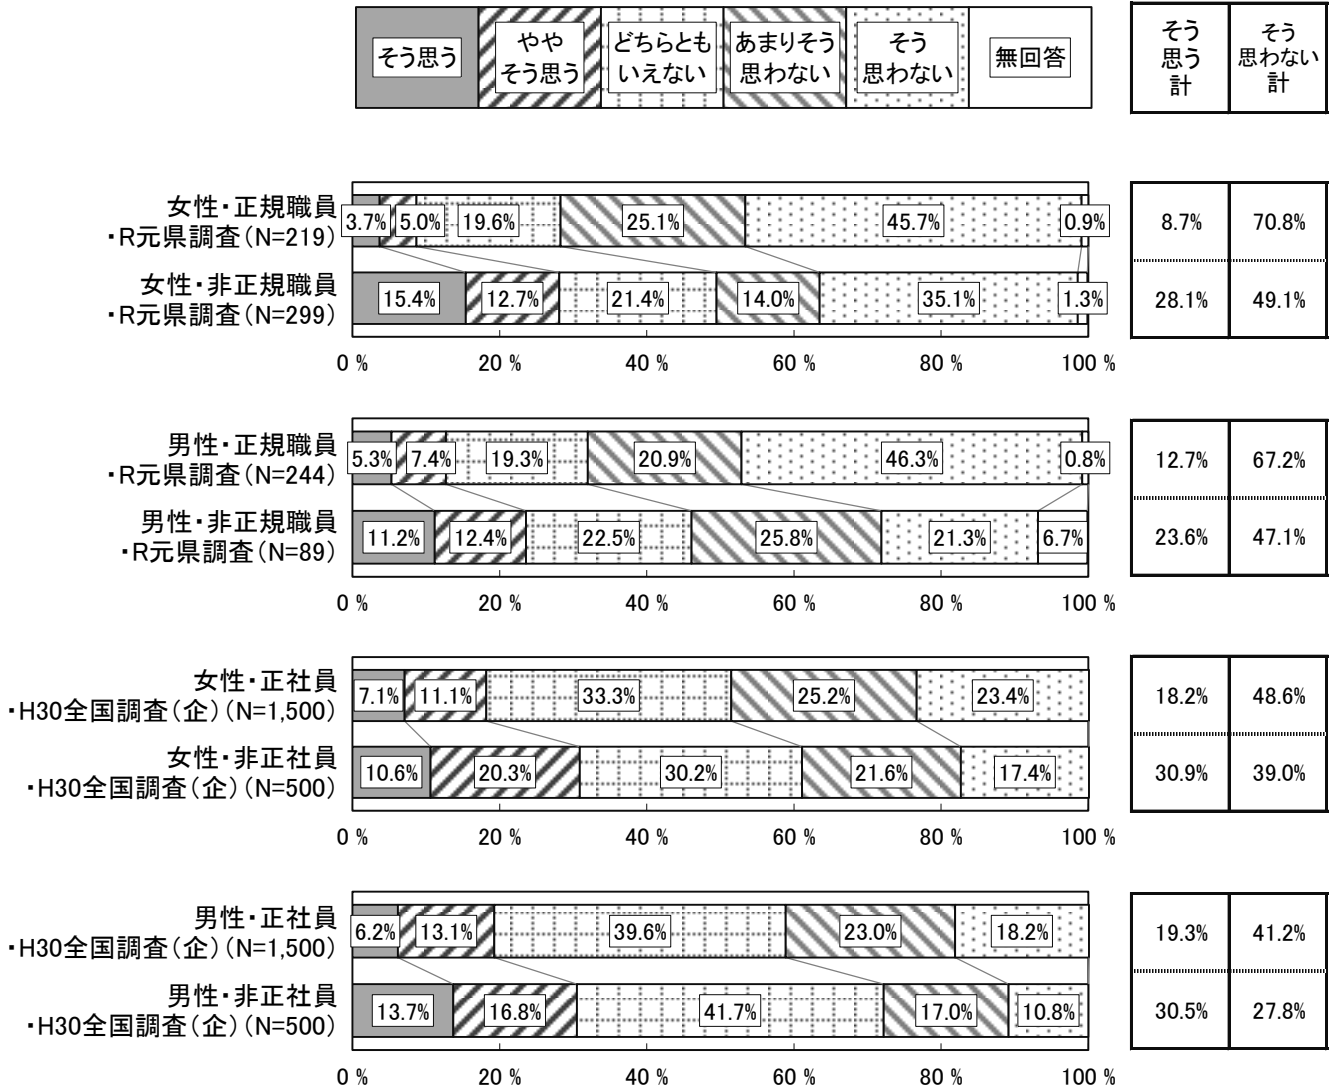 そう思う
やや
そう思う
どちらとも
いえない
あまりそう
思わない
そう
思わない
無回答
そう
思う
計
そう
思わない
計
女性・正規職員
・R元県調査(N=219)
3.7% 5.0% 19.6% 25.1% 45.7% 0.9% 8.7% 70.8%
女性・非正規職員
・R元県調査(N=299)
15.4% 12.7% 21.4% 14.0% 35.1% 1.3% 28.1% 49.1%
0% 20% 40% 60% 80% 100%
男性・正規職員
・R元県調査(N=244)
5.3% 7.4% 19.3% 20.9% 46.3% 0.8% 12.7% 67.2%
男性・非正規職員
・R元県調査(N=89)
11.2% 12.4% 22.5% 25.8% 21.3% 6.7% 23.6% 47.1%
0% 20% 40% 60% 80% 100%
女性・正社員
・H30全国調査(企)(N=1,500)
7.1% 11.1% 33.3% 25.2% 23.4% 18.2% 48.6%
女性・非正社員
・H30全国調査(企)(N=500)
10.6% 20.3% 30.2% 21.6% 17.4% 30.9% 39.0%
0% 20% 40% 60% 80% 100%
男性・正社員
・H30全国調査(企)(N=1,500)
6.2% 13.1% 39.6% 23.0% 18.2% 19.3% 41.2%
男性・非正社員
・H30全国調査(企)(N=500)
13.7% 16.8% 41.7% 17.0% 10.8% 30.5% 27.8%
0% 20% 40% 60% 80% 100%